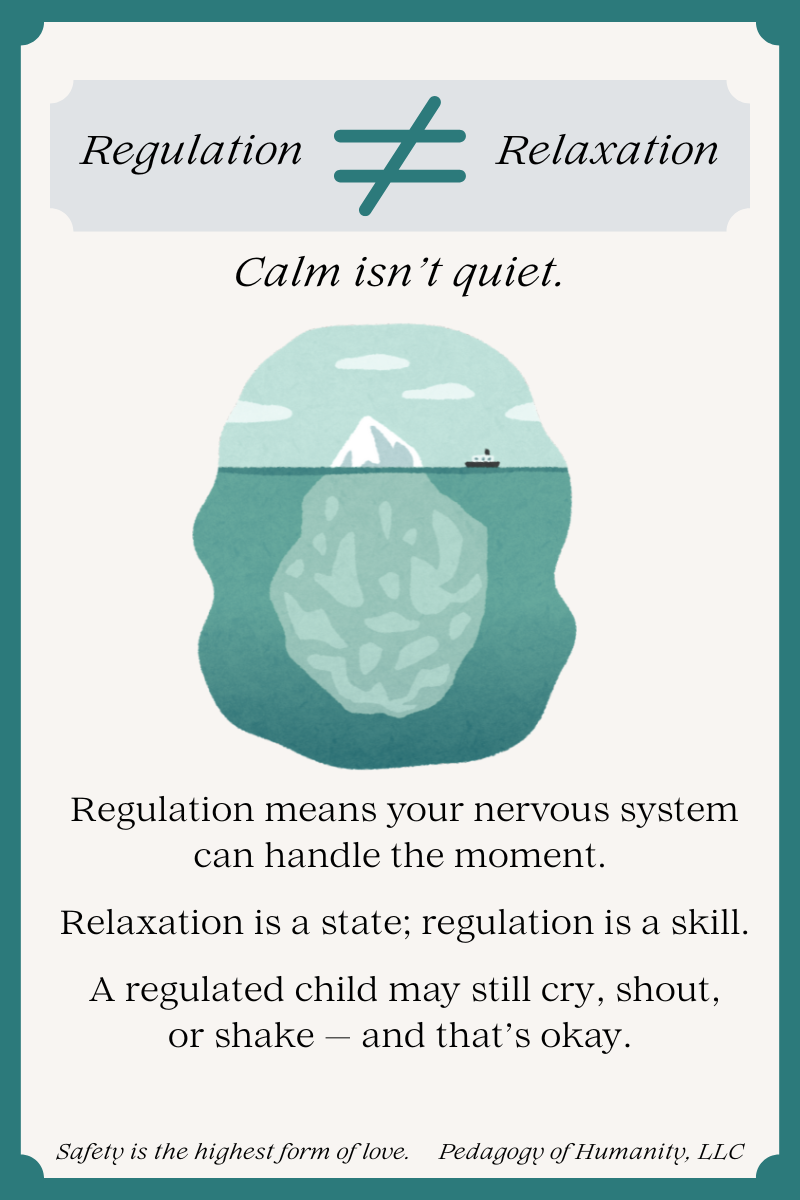 Regulation ≠ Relaxation
Calm isn’t quiet.
Regulation means your nervous system
can handle the moment.
Relaxation is a state; regulation is a skill.
A regulated child may still cry, shout,
or shake — and that’s okay.
Safety is the highest form of love. Pedagogy of Humanity, LLC